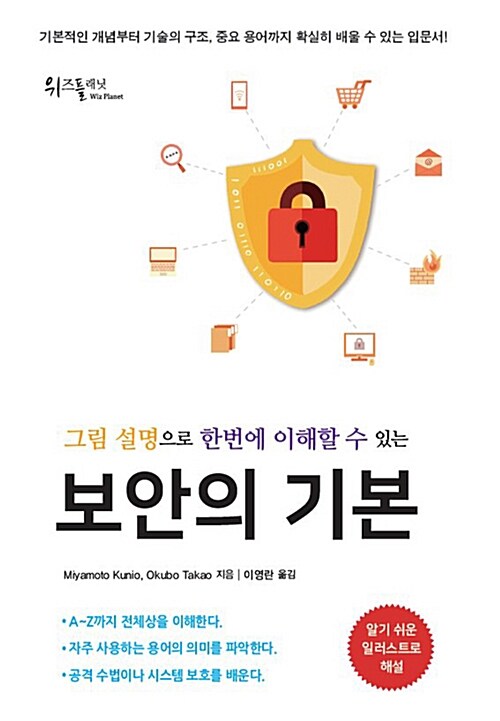 기본적인 개념부터 기술의 구조, 중요 용어까지 확실히 배울 수 있는 입문서!
위즈플래닛
Wiz Planet
그림 설명으로 한번에 이해할 수 있는
보안의 기본
Miyamoto Kunio, Okubo Takao 지음 | 이영란 옮김
• A~Z까지 전체상을 이해한다.
• 자주 사용하는 용어의 의미를 파악한다.
• 공격 수법이나 시스템 보호를 배운다.
알기 쉬운
일러스트로
해설